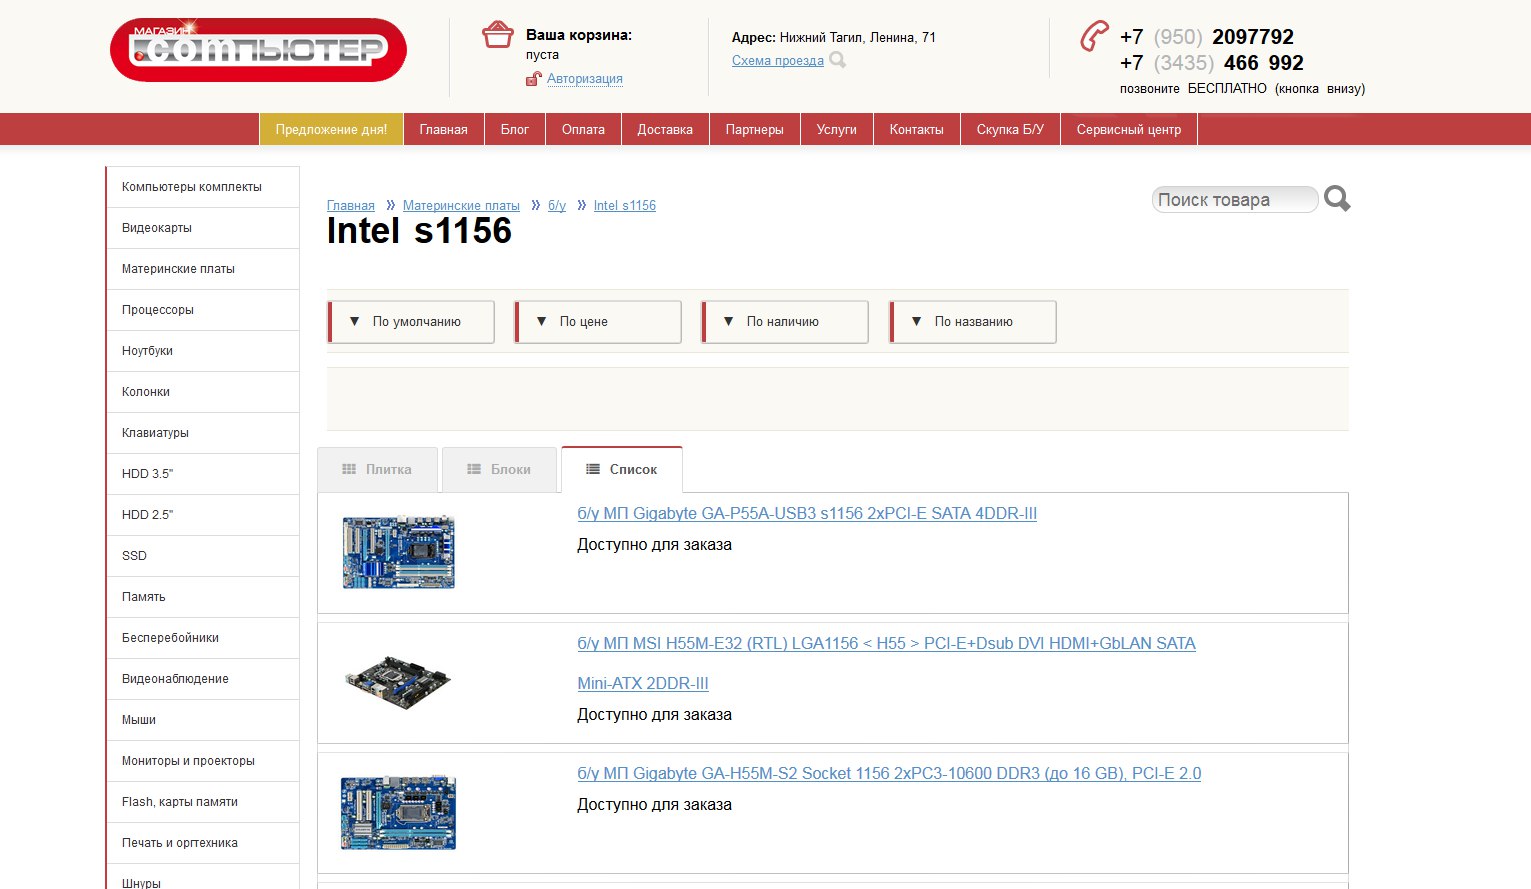 МАГАЗИН
.comПЬЮТЕР
Ваша корзина:
пуста
Авторизация
Адрес: Нижний Тагил, Ленина, 71
Схема проезда
+7 (950) 2097792
+7 (3435) 466 992
позвоните БЕСПЛАТНО (кнопка внизу)
Предложение дня! Главная Блог Оплата Доставка Партнеры Услуги Контакты Скупка Б/У Сервисный центр
Компьютеры комплекты
Видеокарты
Материнские платы
Процессоры
Ноутбуки
Колонки
Клавиатуры
HDD 3.5"
HDD 2.5"
SSD
Память
Бесперебойники
Видеонаблюдение
Мыши
Мониторы и проекторы
Flash, карты памяти
Печать и оргтехника
Шнуры
Главная » Материнские платы » б/у » Intel s1156
Поиск товара
Intel s1156
▼ По умолчанию ▼ По цене ▼ По наличию ▼ По названию
Плитка Блоки Список
б/у МП Gigabyte GA-P55A-USB3 s1156 2xPCI-E SATA 4DDR-III
Доступно для заказа
б/у МП MSI H55M-E32 (RTL) LGA1156 < H55 > PCI-E+Dsub DVI HDMI+GbLAN SATA
Mini-ATX 2DDR-III
Доступно для заказа
б/у МП Gigabyte GA-H55M-S2 Socket 1156 2xPC3-10600 DDR3 (до 16 GB), PCI-E 2.0
Доступно для заказа